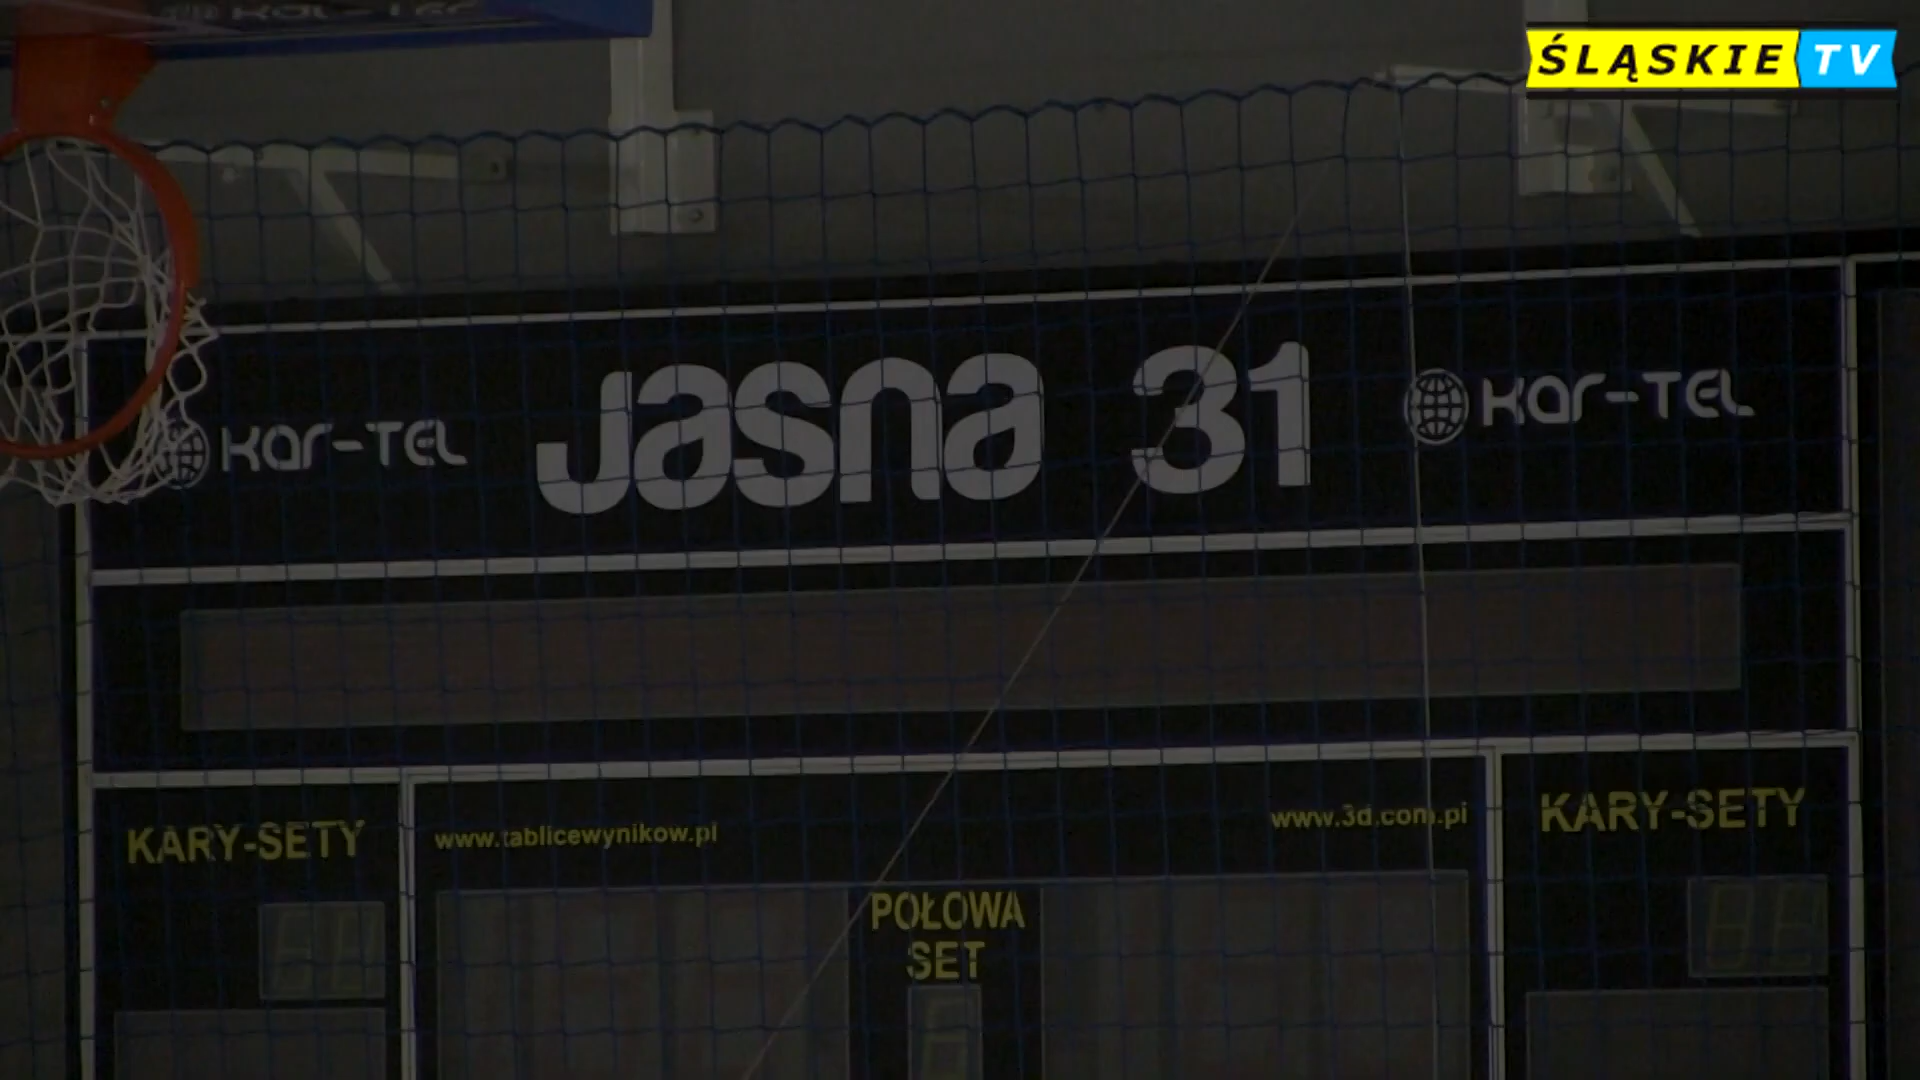 ŚLĄSKIE TV
KAR-TEL
JASNA 31
KAR-TEL
KARY-SETY
www.tablicewynikow.pl
www.3d.com.pl
KARY-SETY
POŁOWA
SET